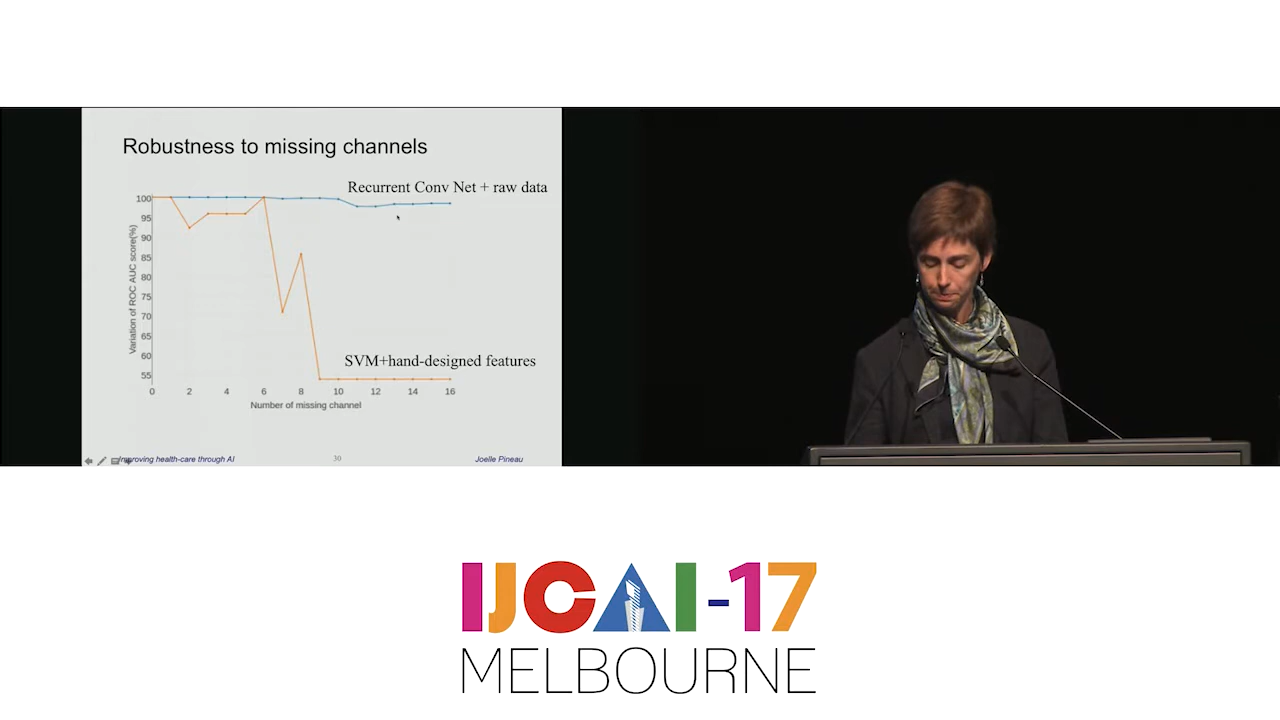 Robustness to missing channels
Recurrent Conv Net + raw data
100
95
90
85
80
75
70
65
60
55
Variation of ROC AUC score(%)
SVM+hand-designed features
0 2 4 6 8 10 12 14 16
Number of missing channel
Improving health-care through AI
30
Joelle Pineau
IJCAI-17
MELBOURNE